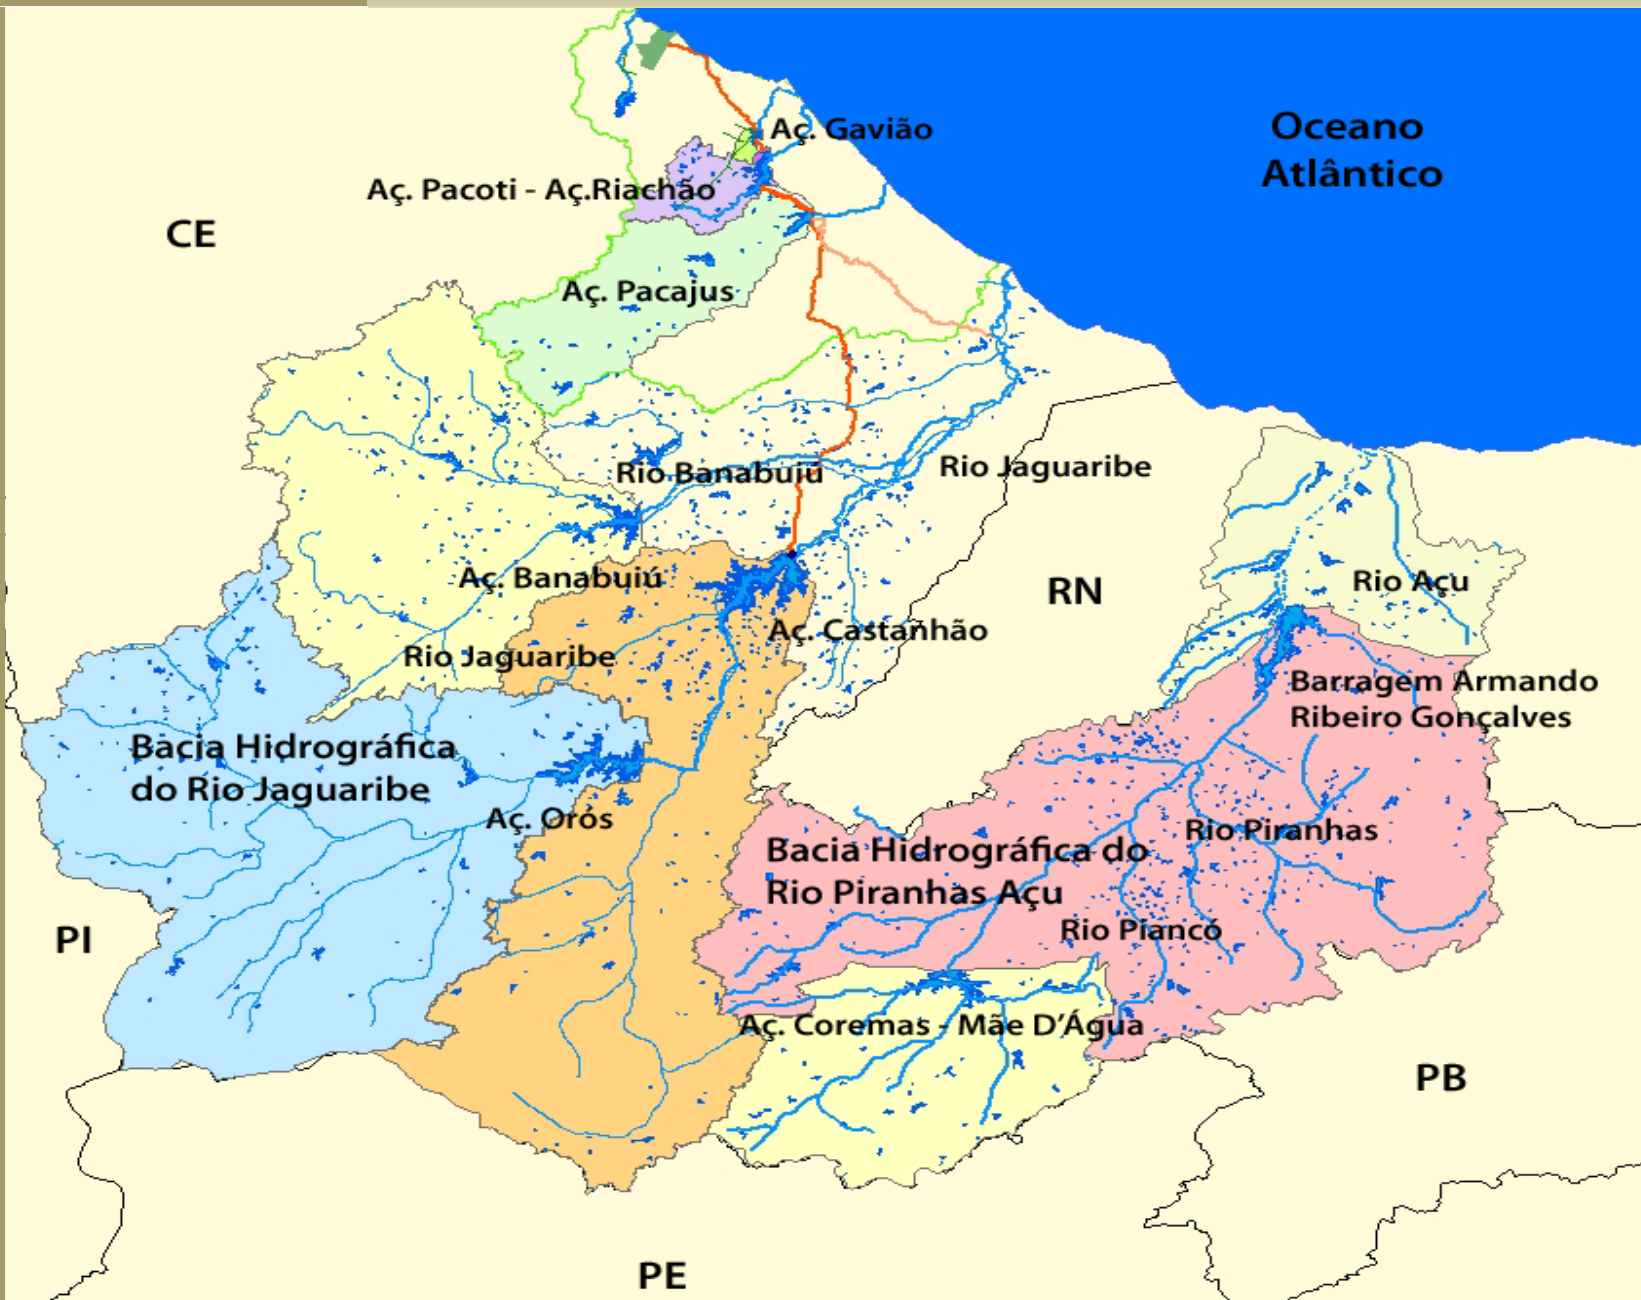 Oceano
Atlântico
Aç. Gavião
Aç. Pacoti - Aç.Riachão
CE
Aç. Pacajus
Rio Banabuiú
Rio Jaguaribe
Aç. Banabuiú
RN
Rio Açu
Aç. Castanhão
Rio Jaguaribe
Barragem Armando
Ribeiro Gonçalves
Bacia Hidrográfica
do Rio Jaguaribe
Aç. Orós
Rio Piranhas
Bacia Hidrográfica do
Rio Piranhas Açu
Rio Piancó
PI
Aç. Coremas - Mãe D'Água
PB
PE